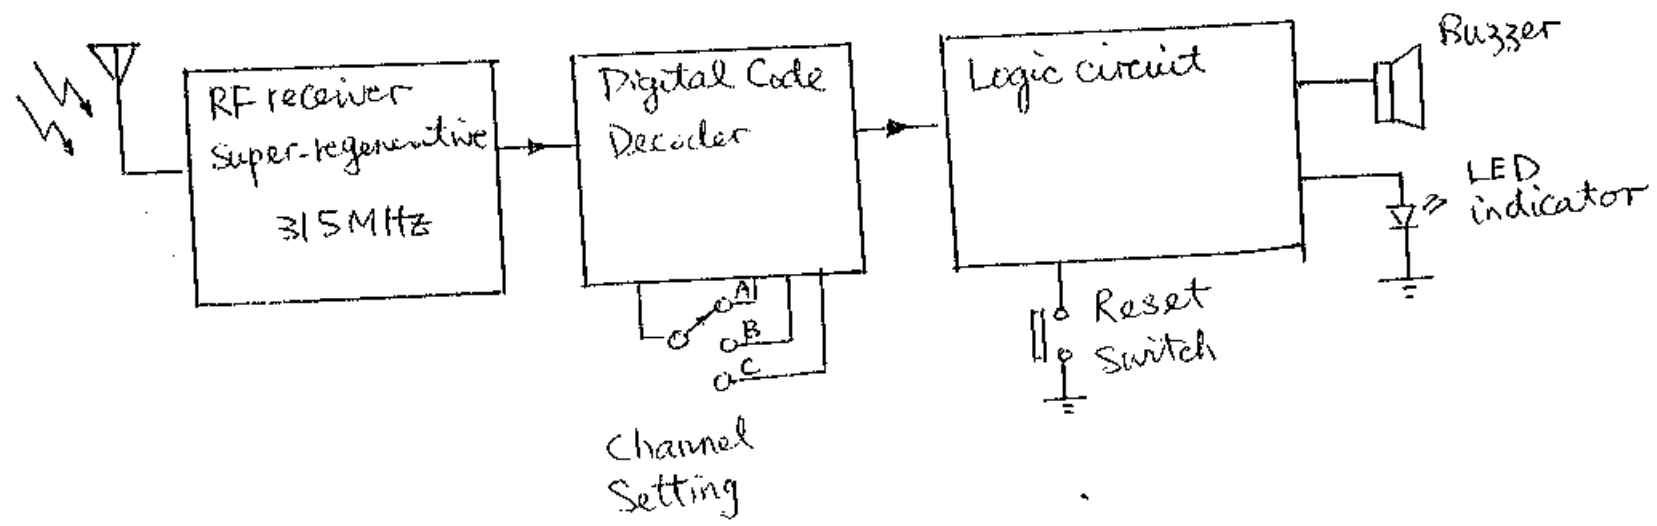 RF receiver
Super-regenerative
315MHz
Digital Code
Decoder
Logic circuit
Buzzer
LED
indicator
A
B
C
Reset
Switch
Channel
Setting